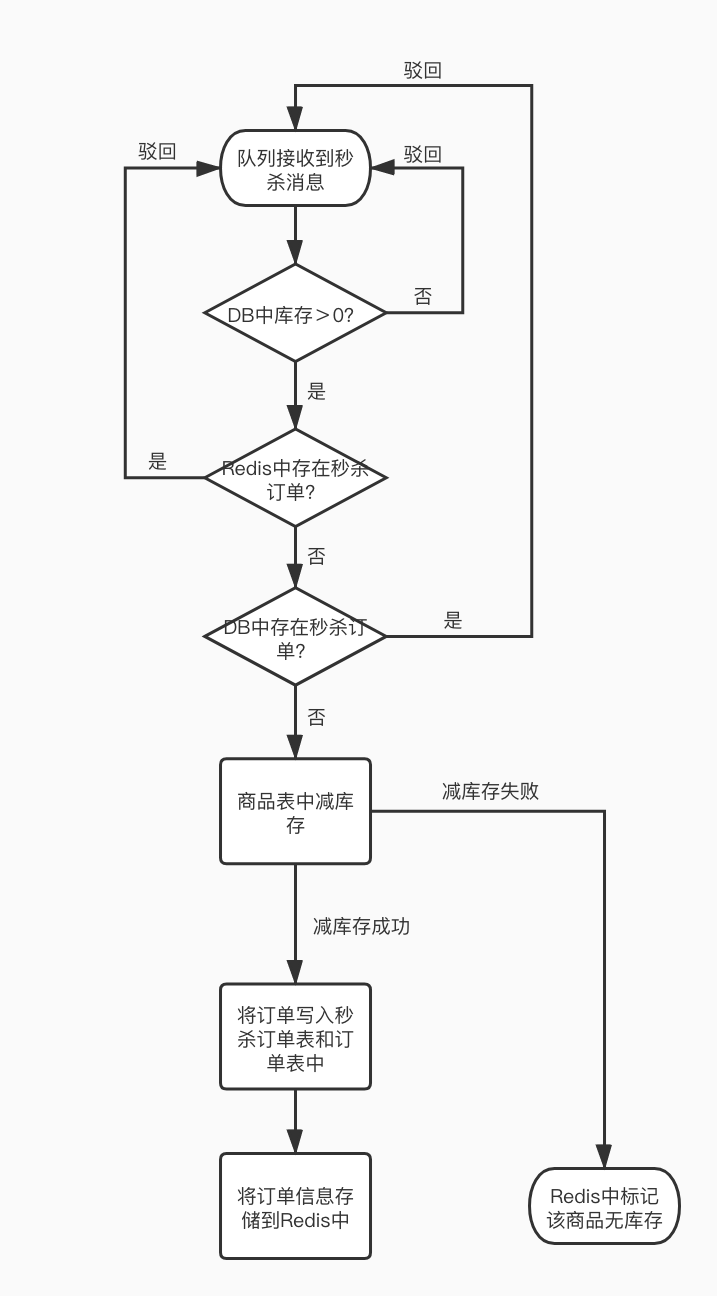 驳回
驳回
驳回
队列接收到秒
杀消息
否
DB中库存＞0?
是
是
Redis中存在秒杀
订单?
否
DB中存在秒杀订
单?
是
否
商品表中减库
存
减库存失败
减库存成功
将订单写入秒
杀订单表和订
单表中
将订单信息存
储到Redis中
Redis中标记
该商品无库存